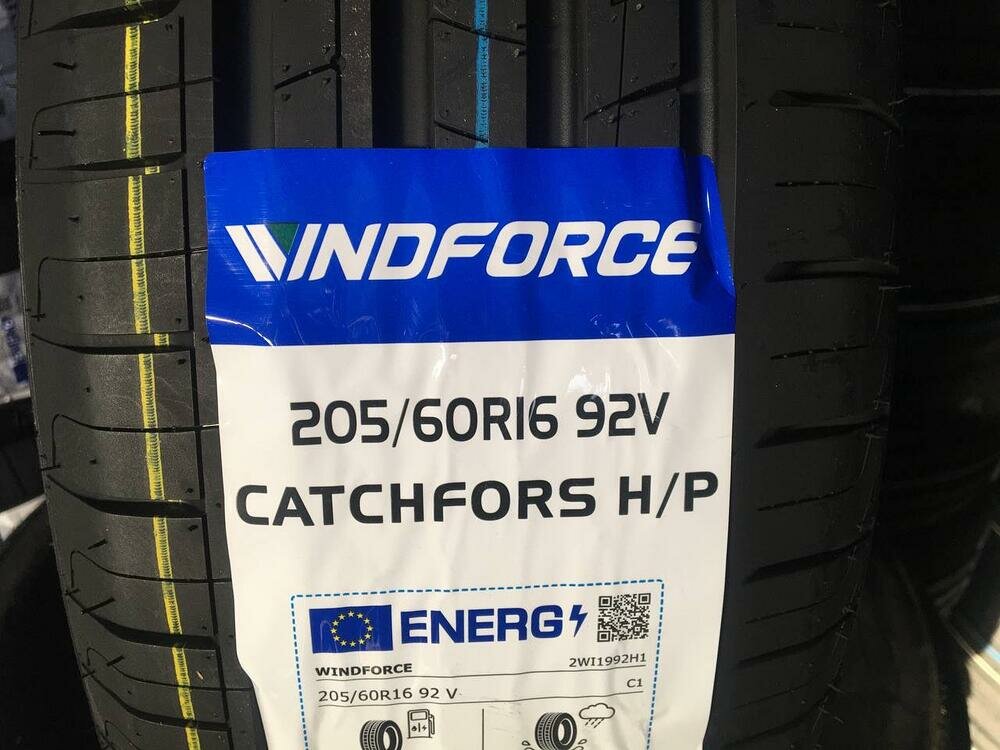 WINDFORCE
205/60R16 92V
CATCHFORS H/P
ENERG
WINDFORCE 2WI1992H1
205/60R16 92 V C1